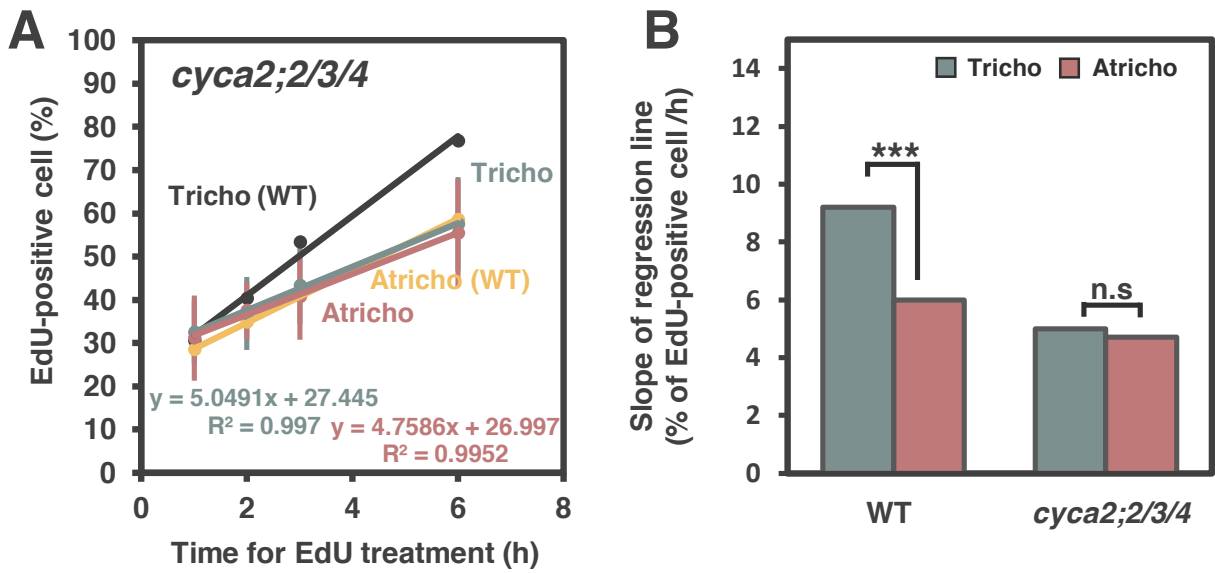 A
cyca2;2/3/4
EdU-positive cell (%)
100
90
80
70
60
50
40
30
20
10
0
Tricho (WT)
Tricho
Atricho (WT)
Atricho
y = 5.0491x + 27.445
R² = 0.997
y = 4.7586x + 26.997
R² = 0.9952
0 2 4 6 8
Time for EdU treatment (h)
B
Slope of regression line
(% of EdU-positive cell /h)
14
12
10
8
6
4
2
0
Tricho Atricho
***
n.s
WT cyca2;2/3/4